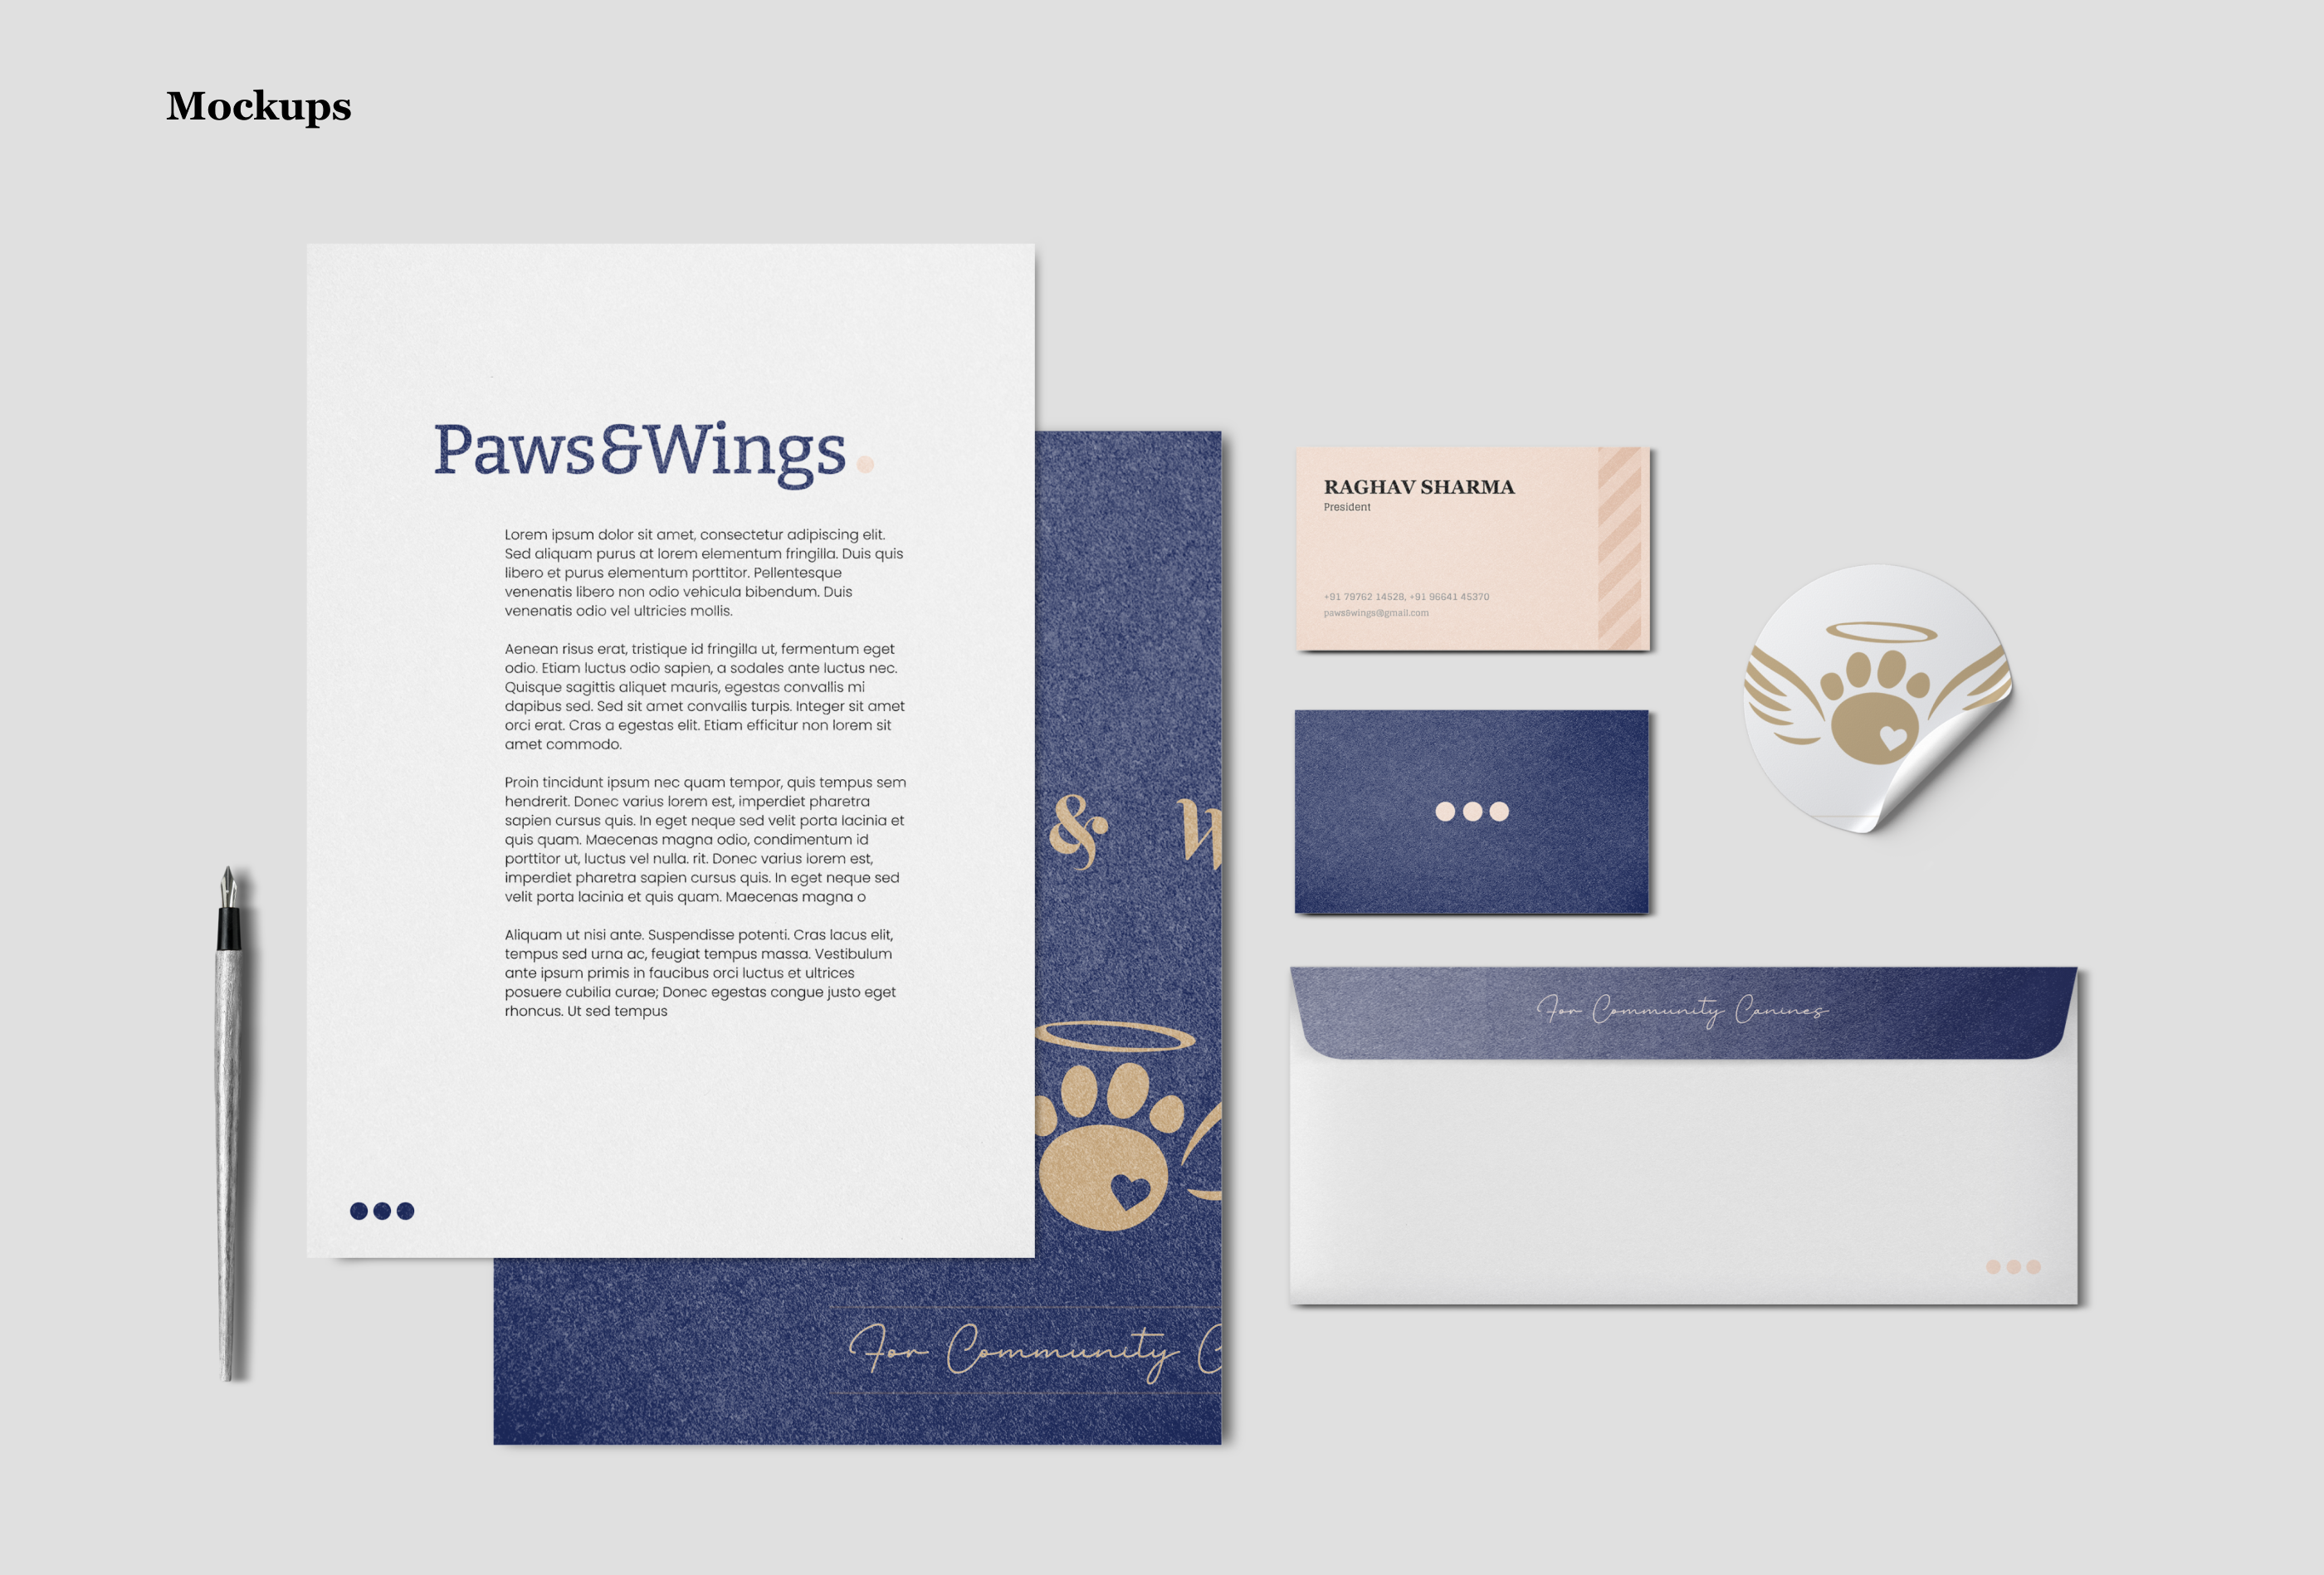 Mockups
Paws&Wings.
Lorem ipsum dolor sit amet, consectetur adipiscing elit.
Sed aliquam purus at lorem elementum fringilla. Duis quis
libero et purus elementum porttitor. Pellentesque
venenatis libero non odio vehicula bibendum. Duis
venenatis odio vel ultricies mollis.
Aenean risus erat, tristique id fringilla ut, fermentum eget
odio. Etiam luctus odio sapien, a sodales ante luctus nec.
Quisque sagittis aliquet mauris, egestas convallis mi
dapibus sed. Sed sit amet convallis turpis. Integer sit amet
orci erat. Cras a egestas elit. Etiam efficitur non lorem sit
amet commodo.
Proin tincidunt ipsum nec quam tempor, quis tempus sem
hendrerit. Donec varius lorem est, imperdiet pharetra
sapien cursus quis. In eget neque sed velit porta lacinia et
quis quam. Maecenas magna odio, condimentum id
porttitor ut, luctus vel nulla. rit. Donec varius lorem est,
imperdiet pharetra sapien cursus quis. In eget neque sed
velit porta lacinia et quis quam. Maecenas magna o
Aliquam ut nisi ante. Suspendisse potenti. Cras lacus elit,
tempus sed urna ac, feugiat tempus massa. Vestibulum
ante ipsum primis in faucibus orci luctus et ultrices
posuere cubilia curae; Donec egestas congue justo eget
rhoncus. Ut sed tempus
& W
For Community C
RAGHAV SHARMA
President
+91 79762 14528, +91 96641 45370
paws&wings@gmail.com
For Community Canines